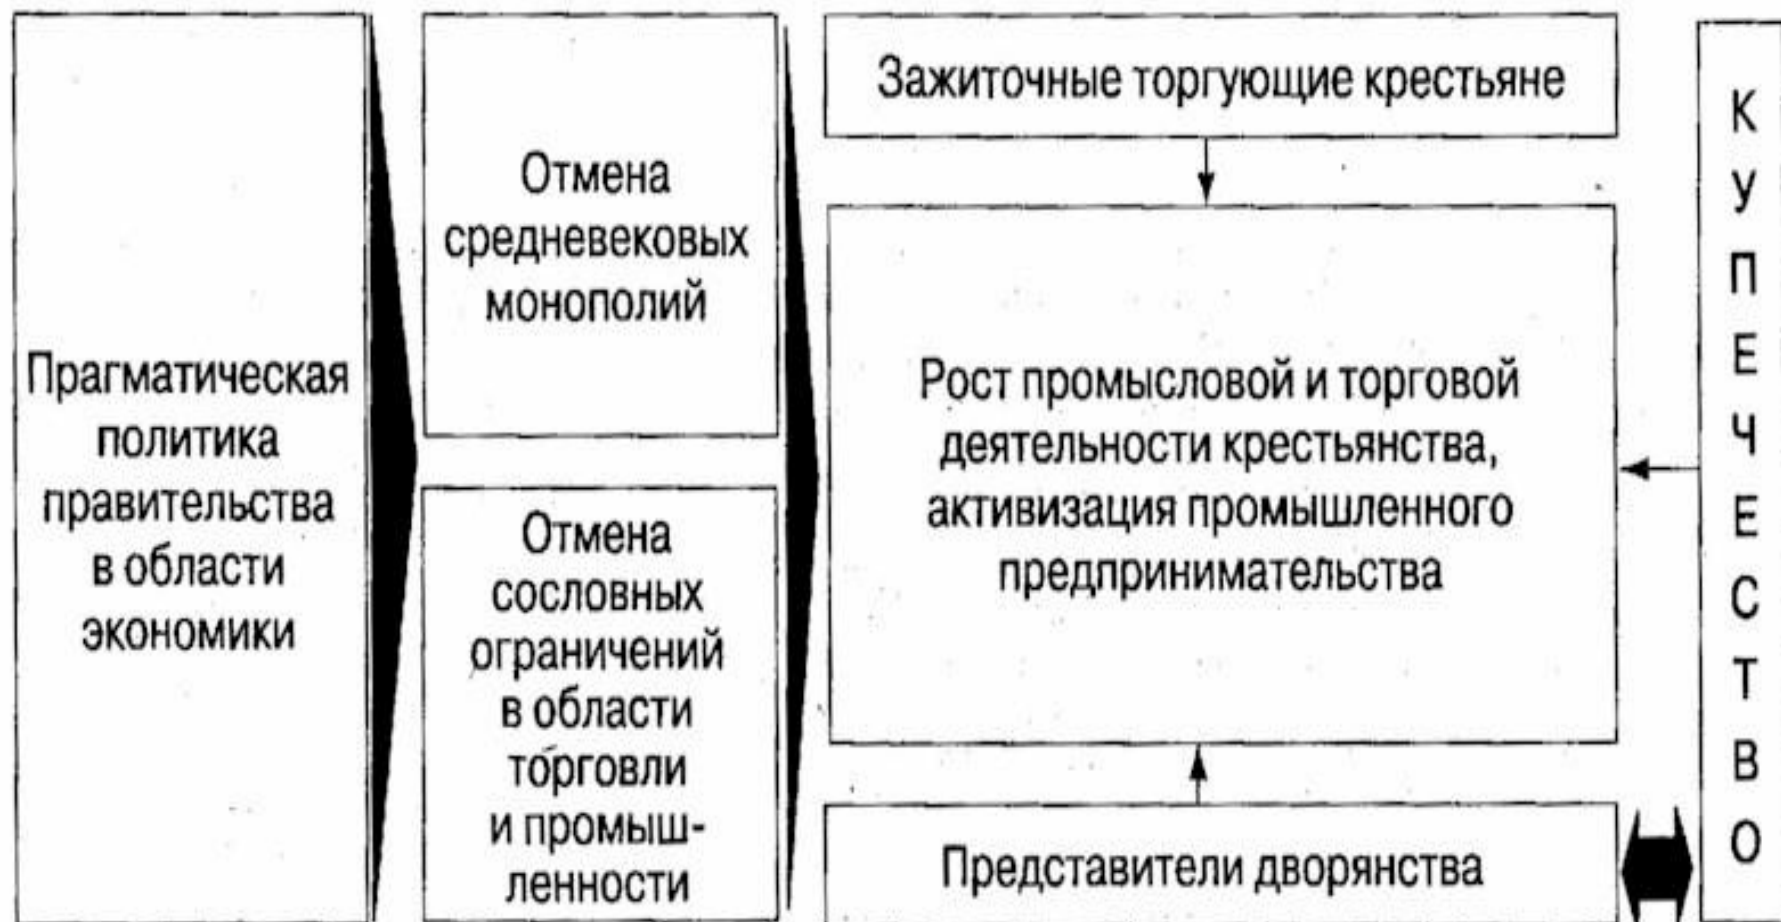 Прагматическая
политика
правительства
в области
экономики
Отмена
средневековых
монополий
Отмена
сословных
ограничений
в области
торговли
и промыш-
ленности
Зажиточные торгующие крестьяне
Рост промысловой и торговой
деятельности крестьянства,
активизация промышленного
предпринимательства
Представители дворянства
К
У
П
Е
Ч
Е
С
Т
В
О